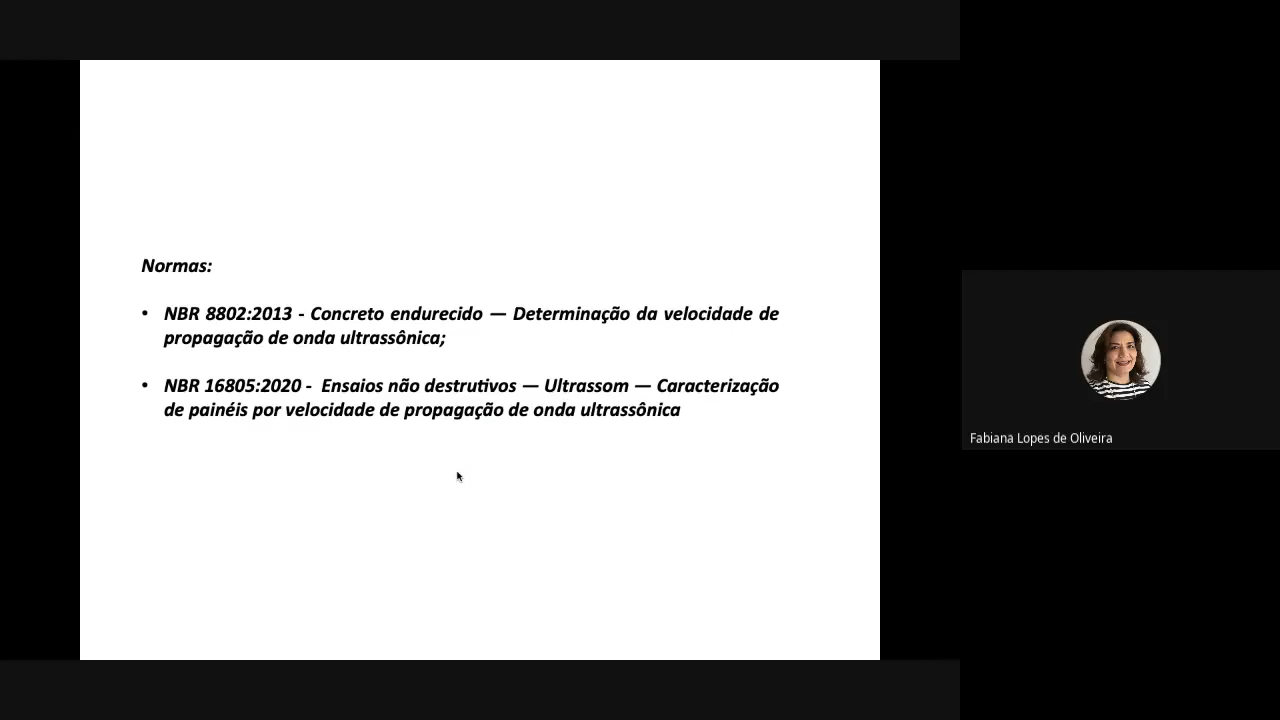 Normas:
• NBR 8802:2013 - Concreto endurecido — Determinação da velocidade de
propagação de onda ultrassônica;
• NBR 16805:2020 - Ensaios não destrutivos — Ultrassom — Caracterização
de painéis por velocidade de propagação de onda ultrassônica
Fabiana Lopes de Oliveira